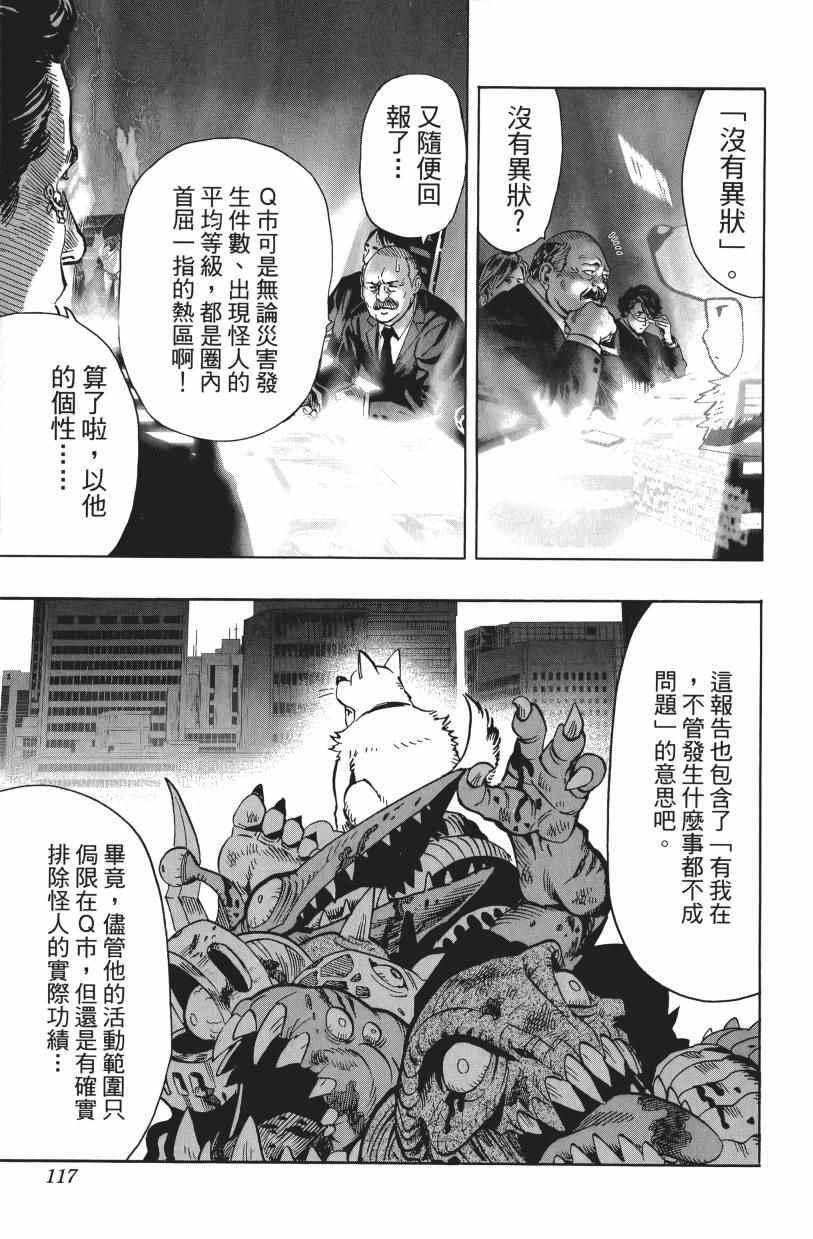 「沒有異狀」。
沒有異狀？
又隨便回
報了…
Ｑ市可是無論災害發
生件數、出現怪人的
平均等級，都是圈內
首屈一指的熱區啊！
算了啦，以他
的個性……
這報告也包含了「有我在
，不管發生什麼事都不成
問題」的意思吧。
畢竟，儘管他的活動範圍只
侷限在Ｑ市，但還是有確實
排除怪人的實際功績…
117